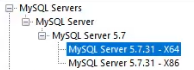 MySQL Servers
MySQL Server
MySQL Server 5.7
MySQL Server 5.7.31 - X64
MySQL Server 5.7.31 - X86